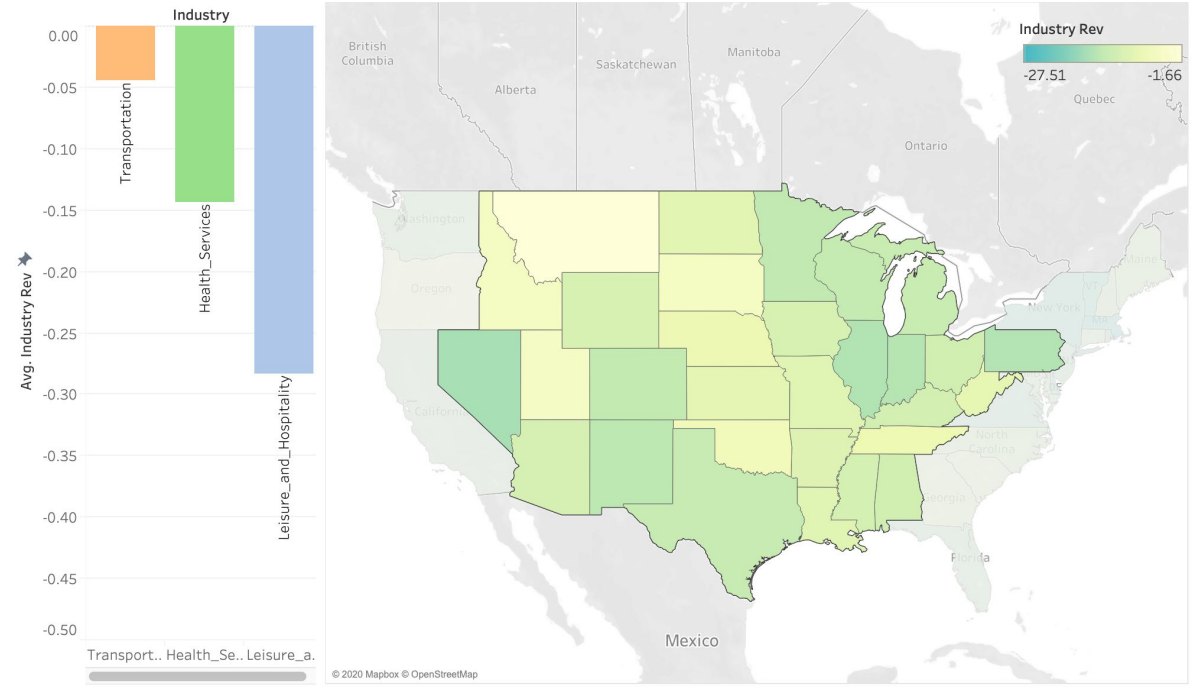 Industry
0.00
-0.05
-0.10
-0.15
-0.20
-0.25
-0.30
-0.35
-0.40
-0.45
-0.50
Avg. Industry Rev
Transportation
Health_Services
Leisure_and_Hospitality
Transport.. Health_Se.. Leisure_a.
Industry Rev
-27.51 -1.66
British
Columbia
Alberta
Saskatchewan
Manitoba
Ontario
Quebec
Washington
Oregon
California
Maine
VT
New York
MA
North
Carolina
Georgia
Florida
Mexico
© 2020 Mapbox © OpenStreetMap